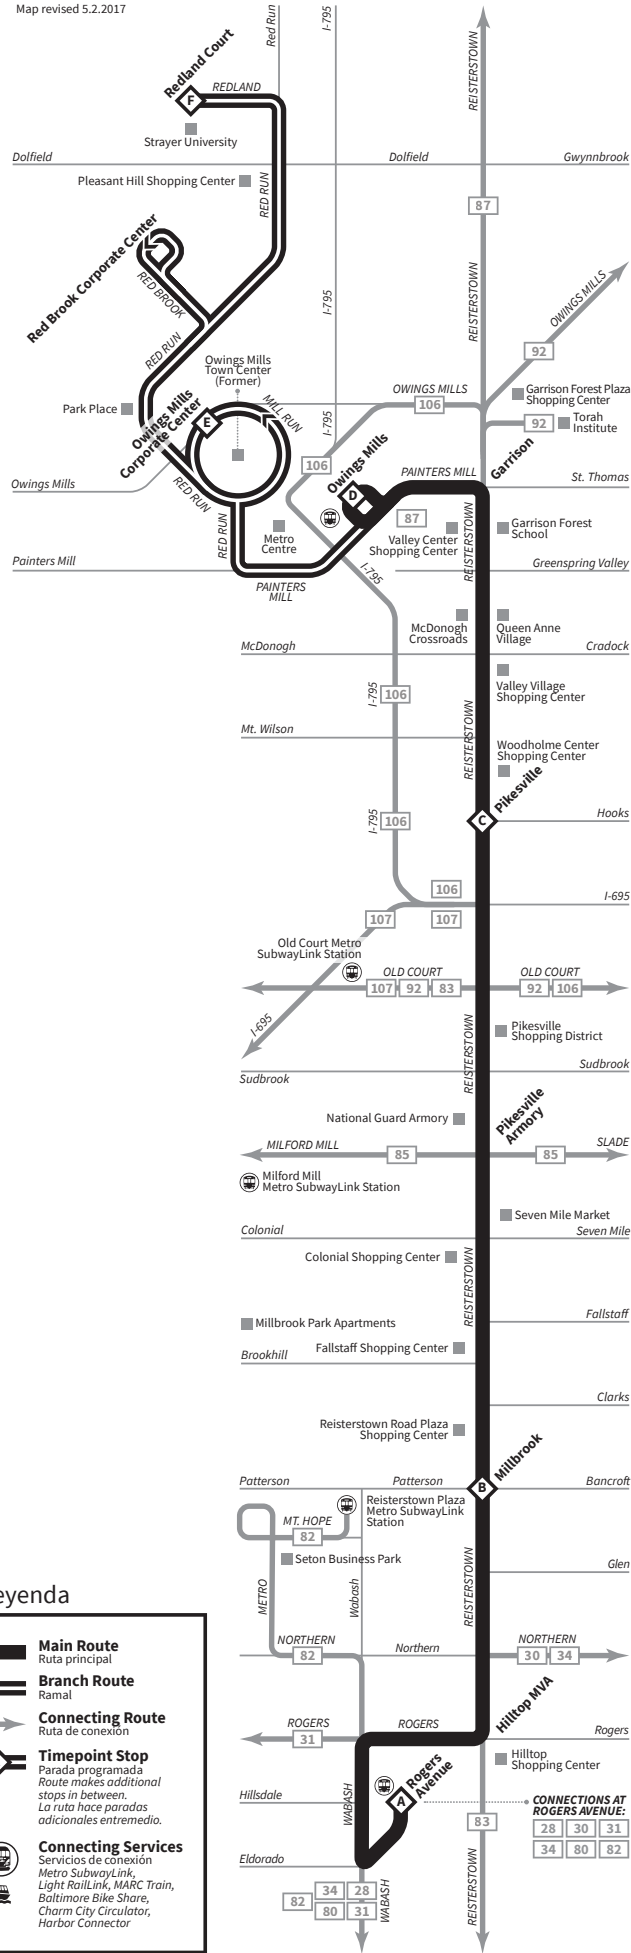 Map revised 5.2.2017
Red Run
I-795
REISTERSTOWN
Redland Court
F
REDLAND
Strayer University
Dolfield
Dolfield
Gwynnbrook
Pleasant Hill Shopping Center
RED RUN
87
Red Brook Corporate Center
RED BROOK
I-795
REISTERSTOWN
OWINGS MILLS
92
RED RUN
Owings Mills
Town Center
(Former)
OWINGS MILLS
106
Garrison Forest Plaza
Shopping Center
Park Place
Owings Mills
Corporate Center
E
MILL RUN
I-795
92
Torah
Institute
Garrison
106
Owings Mills
D
PAINTERS MILL
St. Thomas
Owings Mills
RED RUN
RED RUN
Metro
Centre
87
Valley Center
Shopping Center
REISTERSTOWN
Garrison Forest
School
Painters Mill
PAINTERS
MILL
I-795
Greenspring Valley
McDonogh
Crossroads
Queen Anne
Village
McDonogh
Cradock
I-795
106
Valley Village
Shopping Center
Mt. Wilson
REISTERSTOWN
Woodholme Center
Shopping Center
Pikesville
C
I-795
106
Hooks
106
I-695
107
107
Old Court Metro
SubwayLink Station
OLD COURT
OLD COURT
107
92
83
92
106
I-695
REISTERSTOWN
Pikesville
Shopping District
Sudbrook
Sudbrook
National Guard Armory
Pikesville
Armory
MILFORD MILL
85
85
SLADE
Milford Mill
Metro SubwayLink Station
Seven Mile Market
Colonial
Seven Mile
Colonial Shopping Center
REISTERSTOWN
Millbrook Park Apartments
Fallstaff
Fallstaff Shopping Center
Brookhill
Clarks
Reisterstown Road Plaza
Shopping Center
Millbrook
B
Patterson
Patterson
Bancroft
Reisterstown Plaza
Metro SubwayLink
Station
MT. HOPE
82
Seton Business Park
Glen
METRO
Wabash
REISTERSTOWN
NORTHERN
82
Northern
NORTHERN
30
34
Hilltop MVA
ROGERS
31
ROGERS
Rogers
Hilltop
Shopping Center
Rogers
Avenue
A
Hillsdale
WABASH
CONNECTIONS AT
ROGERS AVENUE:
28
30
31
34
80
82
83
Eldorado
REISTERSTOWN
82
34
28
80
31
WABASH
eyenda
Main Route
Ruta principal
Branch Route
Ramal
Connecting Route
Ruta de conexión
Timepoint Stop
Parada programada
Route makes additional
stops in between.
La ruta hace paradas
adicionales entremedio.
Connecting Services
Servicios de conexión
Metro SubwayLink,
Light RailLink, MARC Train,
Baltimore Bike Share,
Charm City Circulator,
Harbor Connector